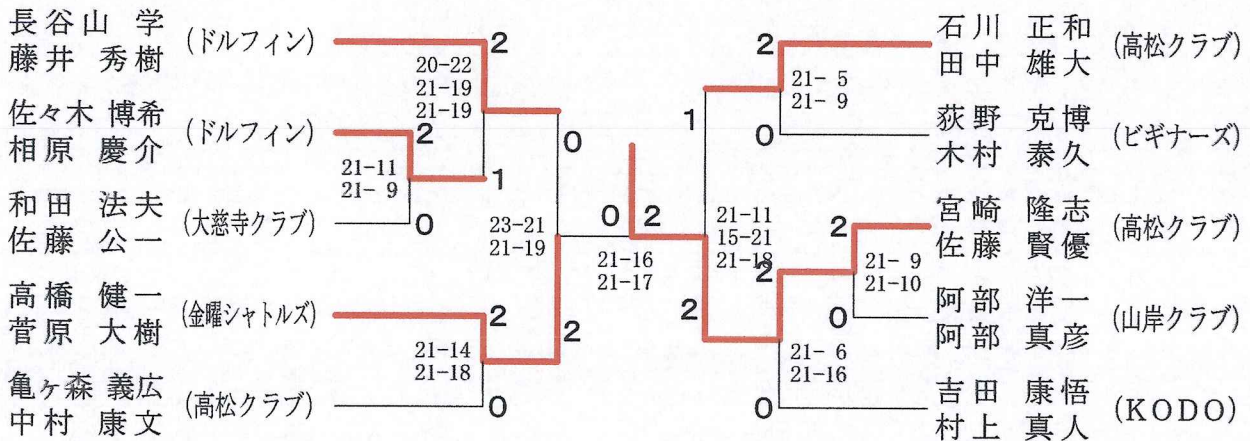 長谷山 学
藤井 秀樹
(ドルフィン)
2
20-22
21-19
21-19
佐々木 博希
相原 慶介
(ドルフィン)
2
21-11
21- 9
1
和田 法夫
佐藤 公一
(大慈寺クラブ)
0
0
23-21
21-19
高橋 健一
菅原 大樹
(金曜シャトルズ)
2
2
21-14
21-18
亀ヶ森 義広
中村 康文
(高松クラブ)
0
0
2
21-16
21-17
石川 正和
田中 雄大
(高松クラブ)
2
21- 5
21- 9
1
荻野 克博
木村 泰久
(ビギナーズ)
0
21-11
15-21
21-18
宮崎 隆志
佐藤 賢優
(高松クラブ)
2
21- 9
21-10
2
阿部 洋一
阿部 真彦
(山岸クラブ)
0
2
21- 6
21-16
吉田 康悟
村上 真人
(KODO)
0